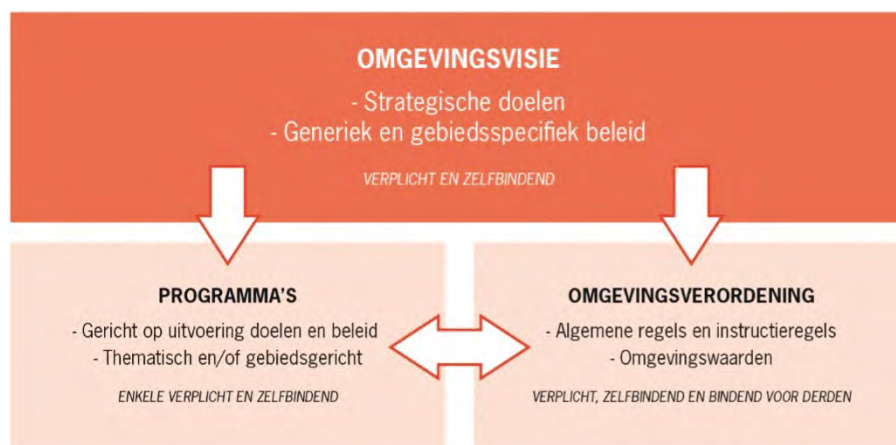 OMGEVINGSVISIE
- Strategische doelen
- Generiek en gebiedsspecifiek beleid
VERPLICHT EN ZELFBINDEND
PROGRAMMA'S
- Gericht op uitvoering doelen en beleid
- Thematisch en/of gebiedsgericht
ENKELE VERPLICHT EN ZELFBINDEND
OMGEVINGSVERORDENING
- Algemene regels en instructieregels
- Omgevingswaarden
VERPLICHT, ZELFBINDEND EN BINDEND VOOR DERDEN